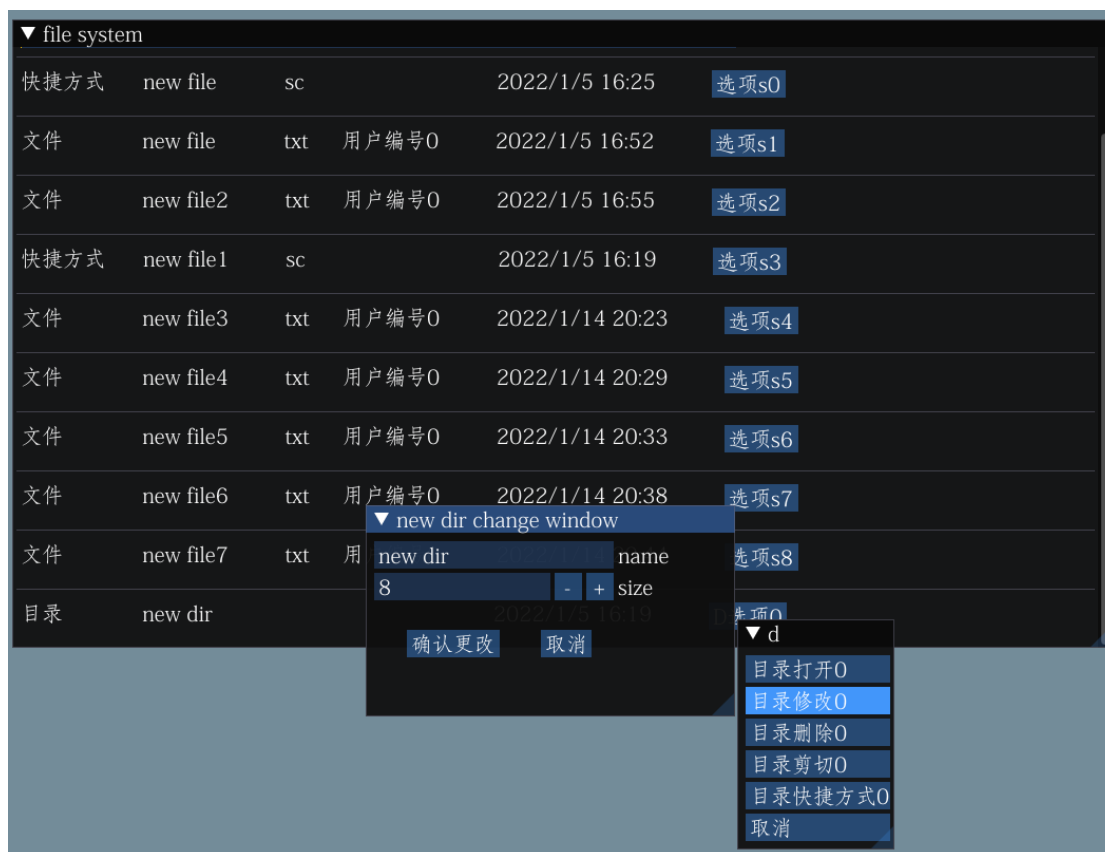 ▼ file system
快捷方式 new file sc 2022/1/5 16:25 选项s0
文件 new file txt 用户编号0 2022/1/5 16:52 选项s1
文件 new file2 txt 用户编号0 2022/1/5 16:55 选项s2
快捷方式 new file1 sc 2022/1/5 16:19 选项s3
文件 new file3 txt 用户编号0 2022/1/14 20:23 选项s4
文件 new file4 txt 用户编号0 2022/1/14 20:29 选项s5
文件 new file5 txt 用户编号0 2022/1/14 20:33 选项s6
文件 new file6 txt 用户编号0 2022/1/14 20:38 选项s7
文件 new file7 txt 用 选项s8
目录 new dir 2022/1/5 16:19 D选项0
▼ new dir change window
new dir name
8 - + size
确认更改 取消
▼ d
目录打开0
目录修改0
目录删除0
目录剪切0
目录快捷方式0
取消